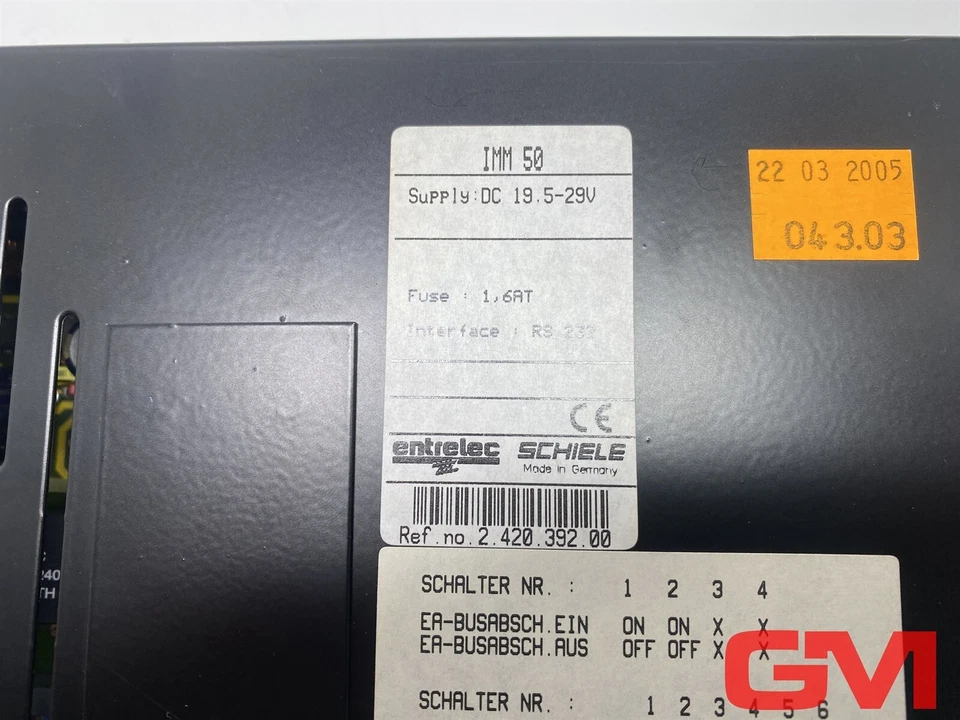 IMM 50
Supply:DC 19.5-29V
Fuse : 1,6AT
Interface : RS 232
CE
entrelec SCHIELE
Made in Germany
Ref.no.2.420.392.00
22 03 2005
043.03
SCHALTER NR. : 1 2 3 4
EA-BUSABSCH.EIN ON ON X X
EA-BUSABSCH.AUS OFF OFF X X
SCHALTER NR. : 1 2 3 4 5 6
GM
240
TH